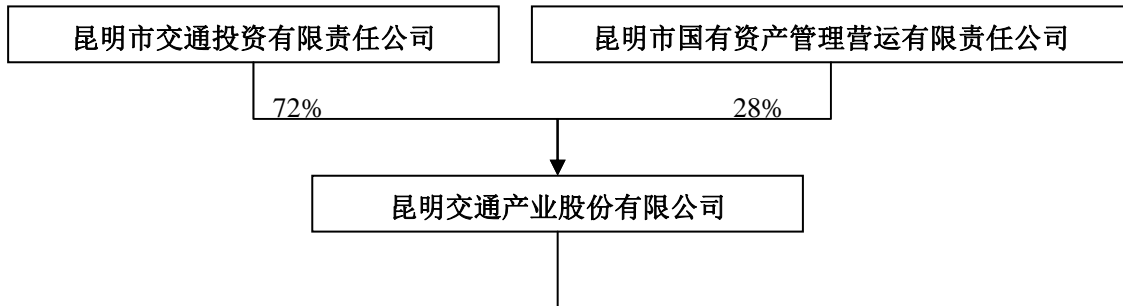 昆明市交通投资有限责任公司
昆明市国有资产管理营运有限责任公司
72%
28%
昆明交通产业股份有限公司